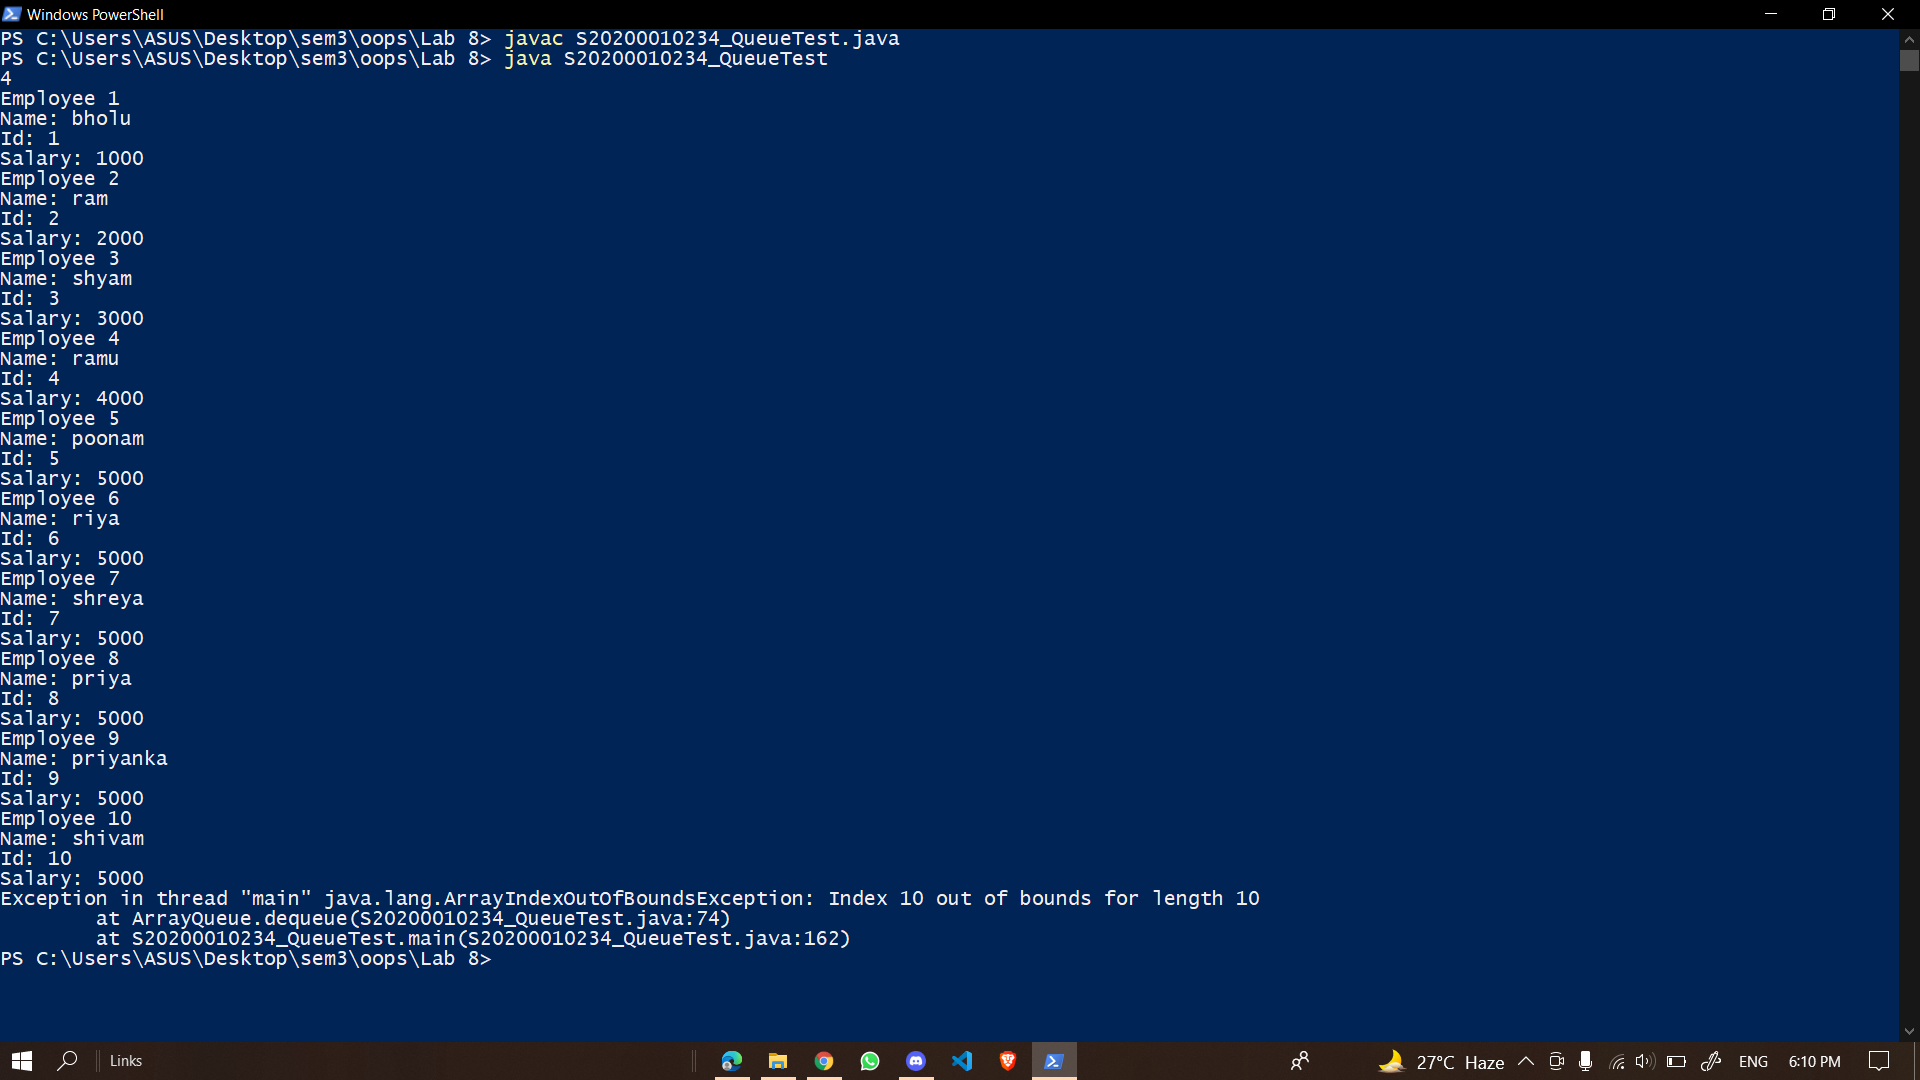 Windows PowerShell
PS C:\Users\ASUS\Desktop\sem3\oops\Lab 8> javac S20200010234_QueueTest.java
PS C:\Users\ASUS\Desktop\sem3\oops\Lab 8> java S20200010234_QueueTest
4
Employee 1
Name: bholu
Id: 1
Salary: 1000
Employee 2
Name: ram
Id: 2
Salary: 2000
Employee 3
Name: shyam
Id: 3
Salary: 3000
Employee 4
Name: ramu
Id: 4
Salary: 4000
Employee 5
Name: poonam
Id: 5
Salary: 5000
Employee 6
Name: riya
Id: 6
Salary: 5000
Employee 7
Name: shreya
Id: 7
Salary: 5000
Employee 8
Name: priya
Id: 8
Salary: 5000
Employee 9
Name: priyanka
Id: 9
Salary: 5000
Employee 10
Name: shivam
Id: 10
Salary: 5000
Exception in thread "main" java.lang.ArrayIndexOutOfBoundsException: Index 10 out of bounds for length 10
        at ArrayQueue.dequeue(S20200010234_QueueTest.java:74)
        at S20200010234_QueueTest.main(S20200010234_QueueTest.java:162)
PS C:\Users\ASUS\Desktop\sem3\oops\Lab 8>
Links 27°C Haze ENG 6:10 PM